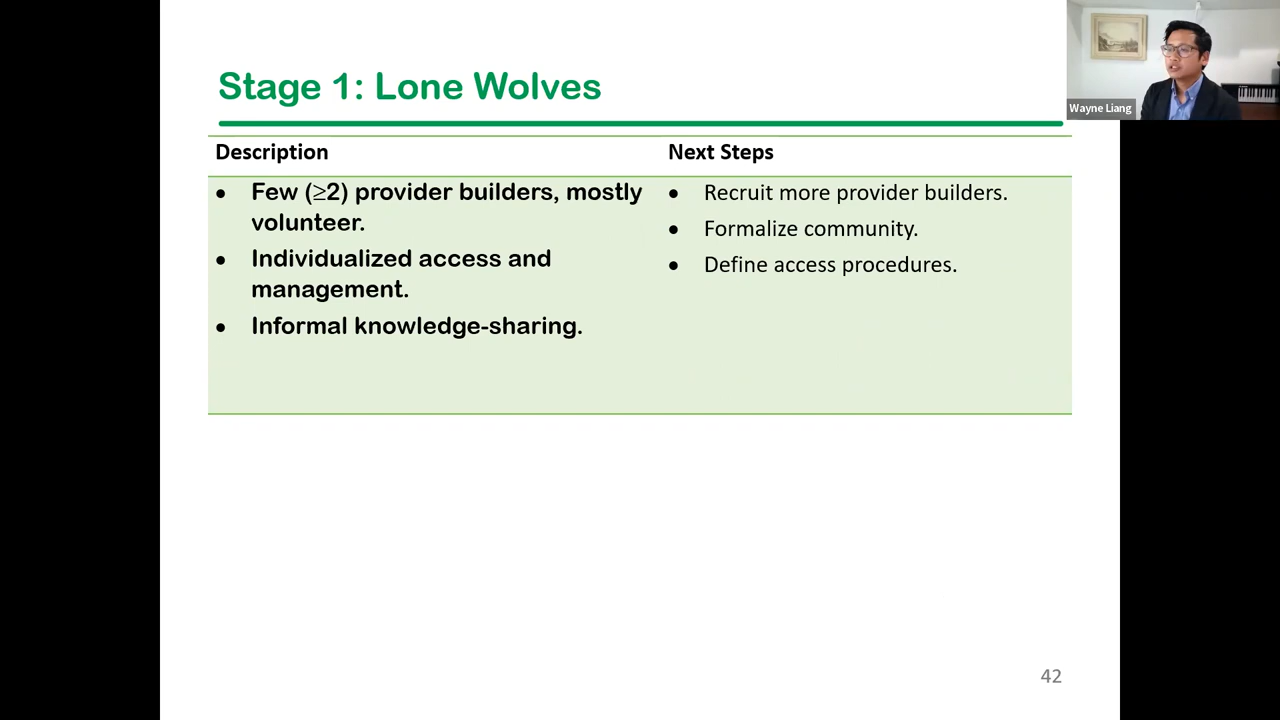 Stage 1: Lone Wolves
Wayne Liang
Description
Next Steps
• Few (≥2) provider builders, mostly
volunteer.
• Individualized access and
management.
• Informal knowledge-sharing.
• Recruit more provider builders.
• Formalize community.
• Define access procedures.
42